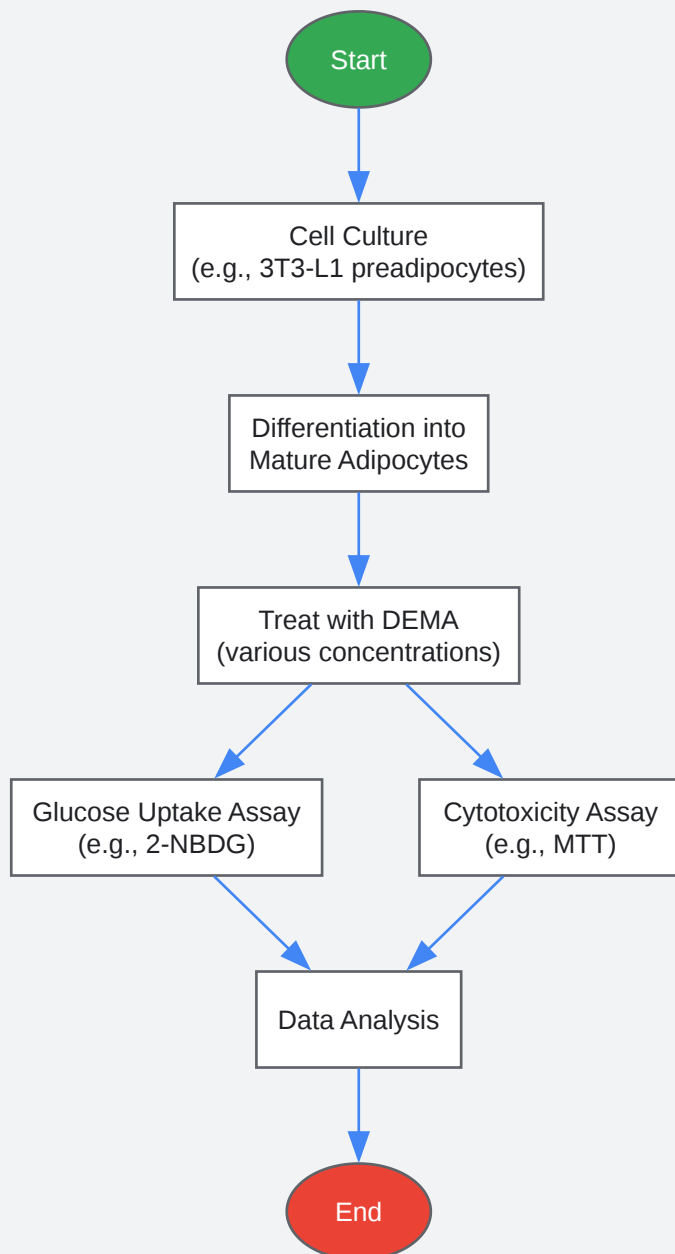 Start
Cell Culture
(e.g., 3T3-L1 preadipocytes)
Differentiation into
Mature Adipocytes
Treat with DEMA
(various concentrations)
Glucose Uptake Assay
(e.g., 2-NBDG)
Cytotoxicity Assay
(e.g., MTT)
Data Analysis
End